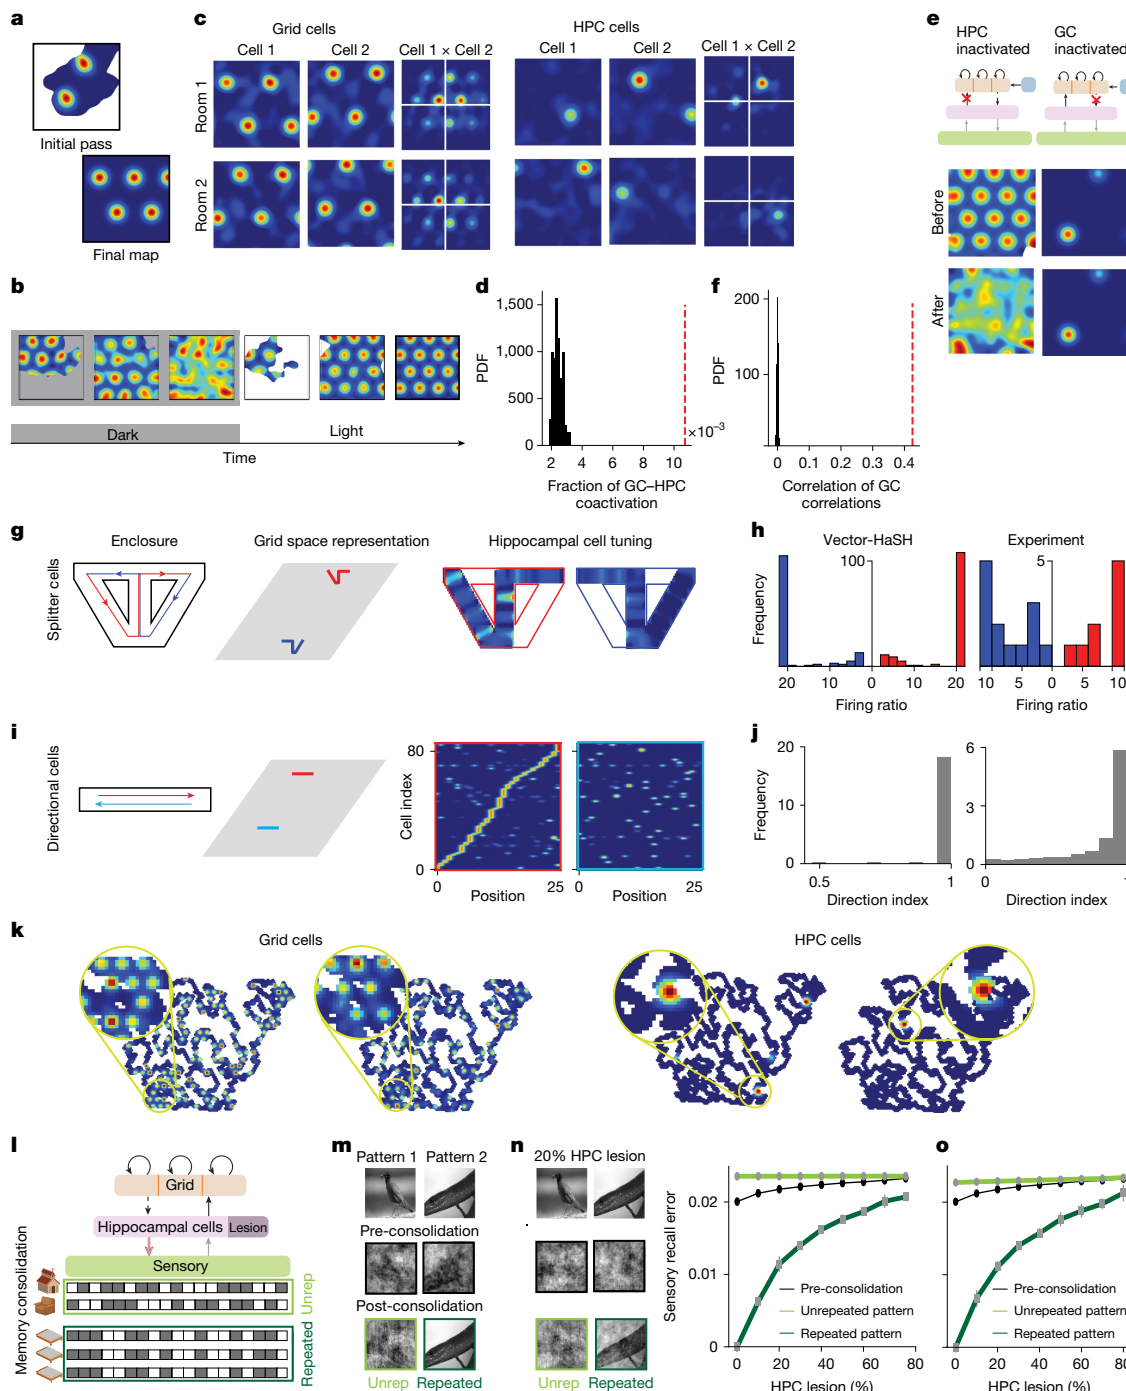 a
Initial pass
Final map
c
Grid cells
HPC cells
Cell 1
Cell 2
Cell 1 × Cell 2
Cell 1
Cell 2
Cell 1 × Cell 2
Room 1
Room 2
e
HPC inactivated
GC inactivated
Before
After
b
Dark
Light
Time
d
PDF
1,500
1,000
500
0
2
4
6
8
10
×10⁻³
Fraction of GC–HPC
coactivation
f
PDF
200
100
0
0
0.1
0.2
0.3
0.4
Correlation of GC
correlations
g
Splitter cells
Enclosure
Grid space representation
Hippocampal cell tuning
h
Vector-HaSH
Experiment
Frequency
100
5
20
10
0
10
20
10
5
0
5
10
Firing ratio
Firing ratio
i
Directional cells
Cell index
80
0
0
25
0
25
Position
Position
j
Frequency
20
10
0
0.5
1
Direction index
6
3
0
0
Direction index
k
Grid cells
HPC cells
l
Memory consolidation
Grid
Hippocampal cells
Lesion
Sensory
Unrep
Repeated
m
Pattern 1
Pattern 2
Pre-consolidation
Post-consolidation
Unrep
Repeated
n
20% HPC lesion
Unrep
Repeated
Sensory recall error
0.02
0.01
0
Pre-consolidation
Unrepeated pattern
Repeated pattern
0
20
40
60
80
HPC lesion (%)
o
Pre-consolidation
Unrepeated pattern
Repeated pattern
0
20
40
60
80
HPC lesion (%)